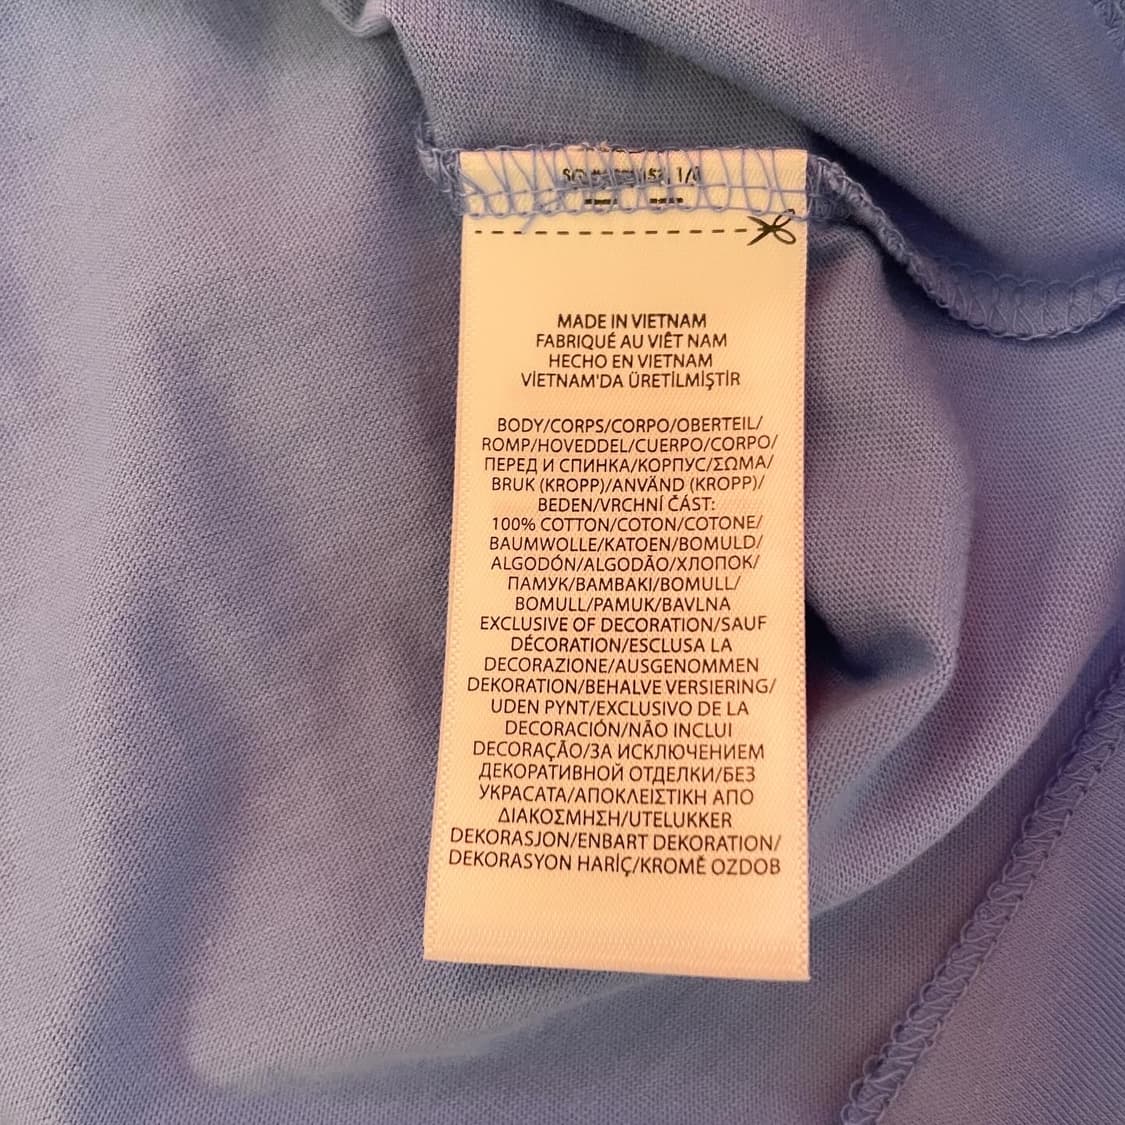 MADE IN VIETNAM
FABRIQUÉ AU VIÊT NAM
HECHO EN VIETNAM
VİETNAM'DA ÜRETİLMİŞTİR
BODY/CORPS/CORPO/OBERTEIL/
ROMP/HOVEDDEL/CUERPO/CORPO/
ПЕРЕД И СПИНКА/КОРПУС/ΣΩΜΑ/
BRUK (KROPP)/ANVÄND (KROPP)/
BEDEN/VRCHNÍ ČÁST:
100% COTTON/COTON/COTONE/
BAUMWOLLE/KATOEN/BOMULD/
ALGODÓN/ALGODÃO/ХЛОПОК/
ПАМУК/ΒΑΜΒΑΚΙ/BOMULL/
BOMULL/PAMUK/BAVLNA
EXCLUSIVE OF DECORATION/SAUF
DÉCORATION/ESCLUSA LA
DECORAZIONE/AUSGENOMMEN
DEKORATION/BEHALVE VERSIERING/
UDEN PYNT/EXCLUSIVO DE LA
DECORACIÓN/NÃO INCLUI
DECORAÇÃO/ЗА ИСКЛЮЧЕНИЕМ
ДЕКОРАТИВНОЙ ОТДЕЛКИ/БЕЗ
УКРАСАТА/ΑΠΟΚΛΕΙΣΤΙΚΗ ΑΠΟ
ΔΙΑΚΟΣΜΗΣΗ/UTELUKKER
DEKORASJON/ENBART DEKORATION/
DEKORASYON HARİÇ/KROMĚ OZDOB